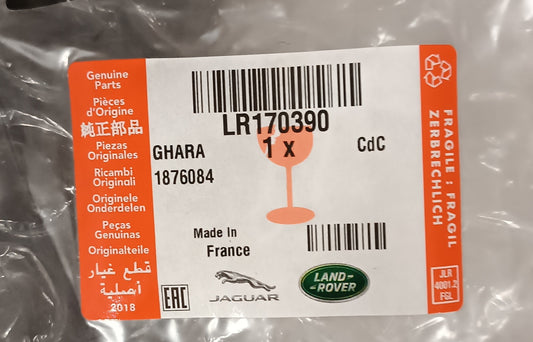 Genuine
Parts
Pièces
d'Origine
純正部品
Piezas
Originales
Ricambi
Originali
Originele
Onderdelen
Peças
Genuinas
Originalteile
قطع غيار
أصلية
2018
LR170390
1 x
CdC
GHARA
1876084
Made In
France
EAC
JAGUAR
LAND-
-ROVER
FRAGILE : FRAGIL
ZERBRECHLICH
JLR
4001.2
FGL